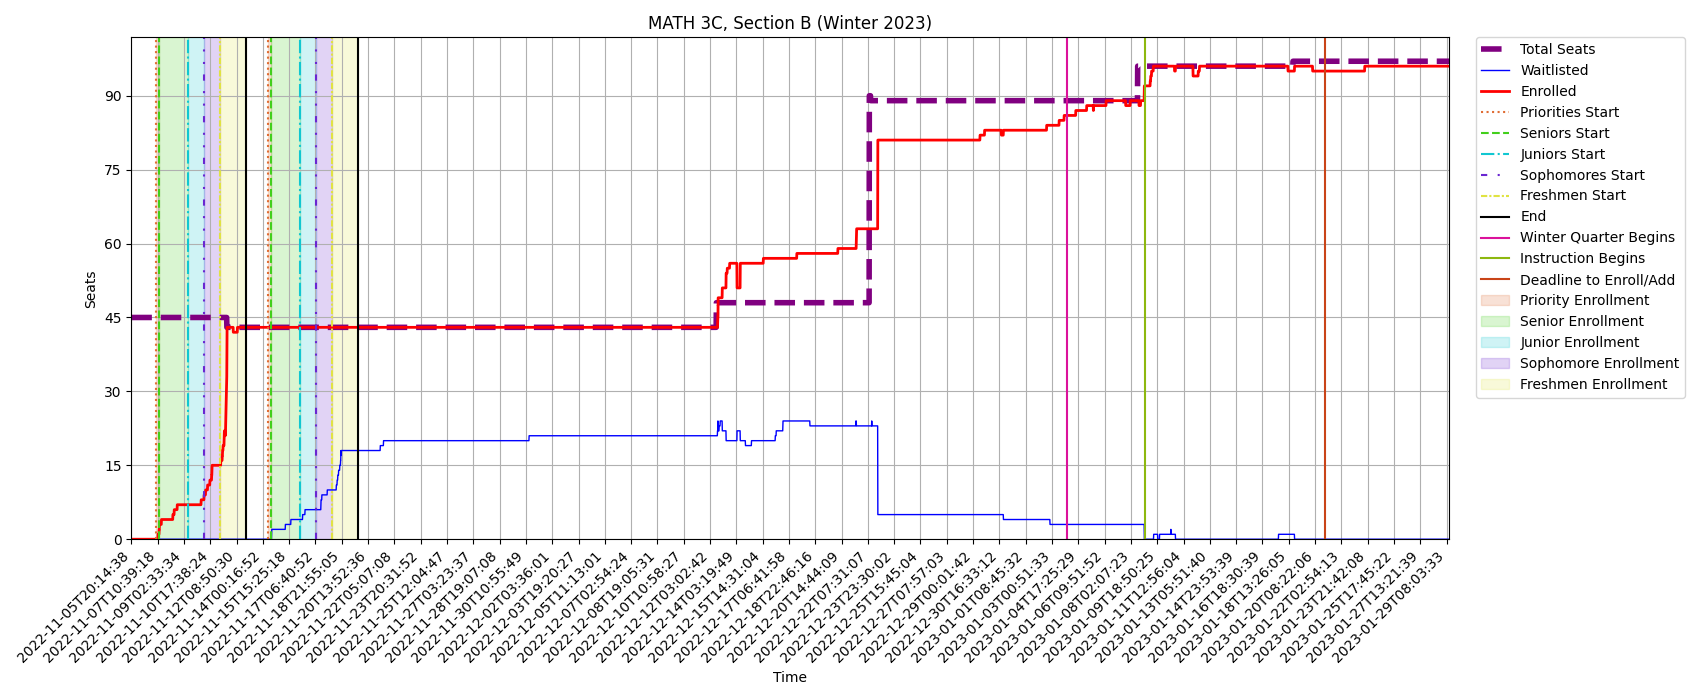 MATH 3C, Section B (Winter 2023)
Seats
90
75
60
45
30
15
0
2022-11-05T20:14:38
2022-11-07T10:39:18
2022-11-09T02:33:34
2022-11-10T17:38:24
2022-11-12T08:50:30
2022-11-14T00:16:52
2022-11-15T15:25:18
2022-11-17T06:40:52
2022-11-18T21:55:05
2022-11-20T13:52:36
2022-11-22T05:07:08
2022-11-23T20:31:52
2022-11-25T12:04:47
2022-11-27T03:23:37
2022-11-28T19:07:08
2022-11-30T10:55:49
2022-12-02T03:36:01
2022-12-03T19:20:27
2022-12-05T11:13:01
2022-12-07T02:54:24
2022-12-08T19:05:31
2022-12-10T10:58:27
2022-12-12T03:02:42
2022-12-14T03:19:49
2022-12-15T14:31:04
2022-12-17T06:41:58
2022-12-18T22:46:16
2022-12-20T14:44:09
2022-12-22T07:31:07
2022-12-23T23:30:02
2022-12-25T15:45:04
2022-12-27T07:57:03
2022-12-29T00:01:42
2022-12-30T16:33:12
2023-01-01T08:45:32
2023-01-03T00:51:33
2023-01-04T17:25:29
2023-01-06T09:51:52
2023-01-08T02:07:23
2023-01-09T18:50:25
2023-01-11T12:56:04
2023-01-13T05:51:40
2023-01-14T23:53:39
2023-01-16T18:30:39
2023-01-18T13:26:05
2023-01-20T08:22:06
2023-01-22T02:54:13
2023-01-23T21:42:08
2023-01-25T17:45:22
2023-01-27T13:21:39
2023-01-29T08:03:33
Time
Total Seats
Waitlisted
Enrolled
Priorities Start
Seniors Start
Juniors Start
Sophomores Start
Freshmen Start
End
Winter Quarter Begins
Instruction Begins
Deadline to Enroll/Add
Priority Enrollment
Senior Enrollment
Junior Enrollment
Sophomore Enrollment
Freshmen Enrollment